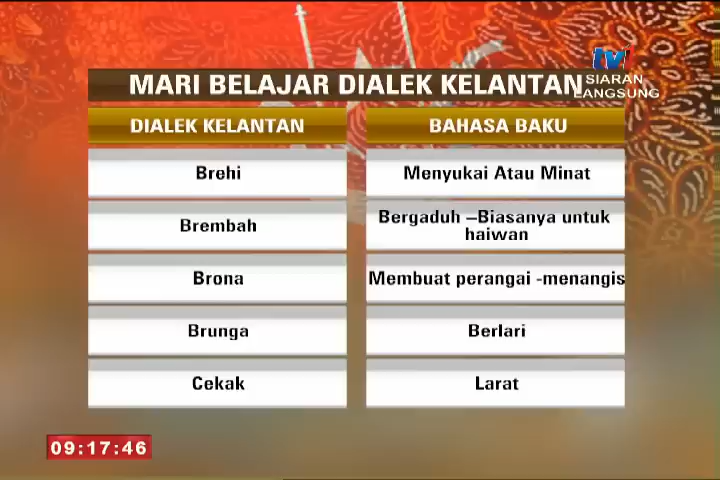 tv1
SIARAN
LANGSUNG
MARI BELAJAR DIALEK KELANTAN
DIALEK KELANTAN
BAHASA BAKU
Brehi
Menyukai Atau Minat
Brembah
Bergaduh –Biasanya untuk
haiwan
Brona
Membuat perangai -menangis
Brunga
Berlari
Cekak
Larat
09:17:46